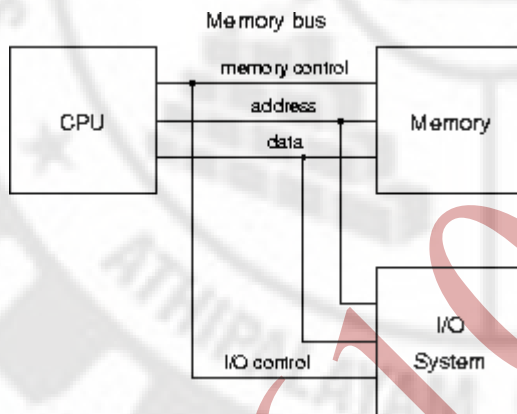 Memory bus
memory control
CPU
address
Memory
data
I/O
I/O control
System